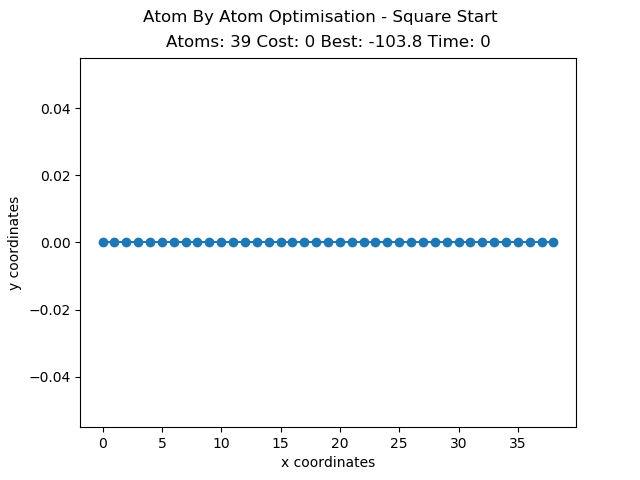 Atom By Atom Optimisation - Square Start
Atoms: 39 Cost: 0 Best: -103.8 Time: 0
0.04
0.02
0.00
−0.02
−0.04
y coordinates
0 5 10 15 20 25 30 35
x coordinates